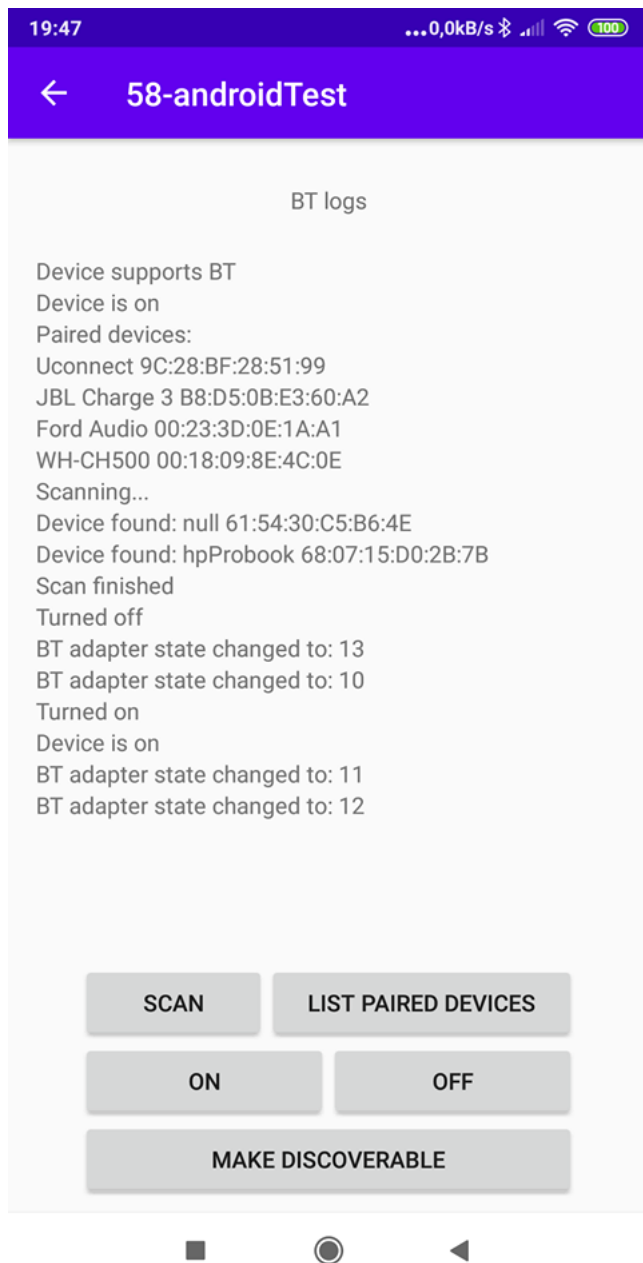 19:47
...0,0kB/s 100
58-androidTest
BT logs
Device supports BT
Device is on
Paired devices:
Uconnect 9C:28:BF:28:51:99
JBL Charge 3 B8:D5:0B:E3:60:A2
Ford Audio 00:23:3D:0E:1A:A1
WH-CH500 00:18:09:8E:4C:0E
Scanning...
Device found: null 61:54:30:C5:B6:4E
Device found: hpProbook 68:07:15:D0:2B:7B
Scan finished
Turned off
BT adapter state changed to: 13
BT adapter state changed to: 10
Turned on
Device is on
BT adapter state changed to: 11
BT adapter state changed to: 12
SCAN
LIST PAIRED DEVICES
ON
OFF
MAKE DISCOVERABLE